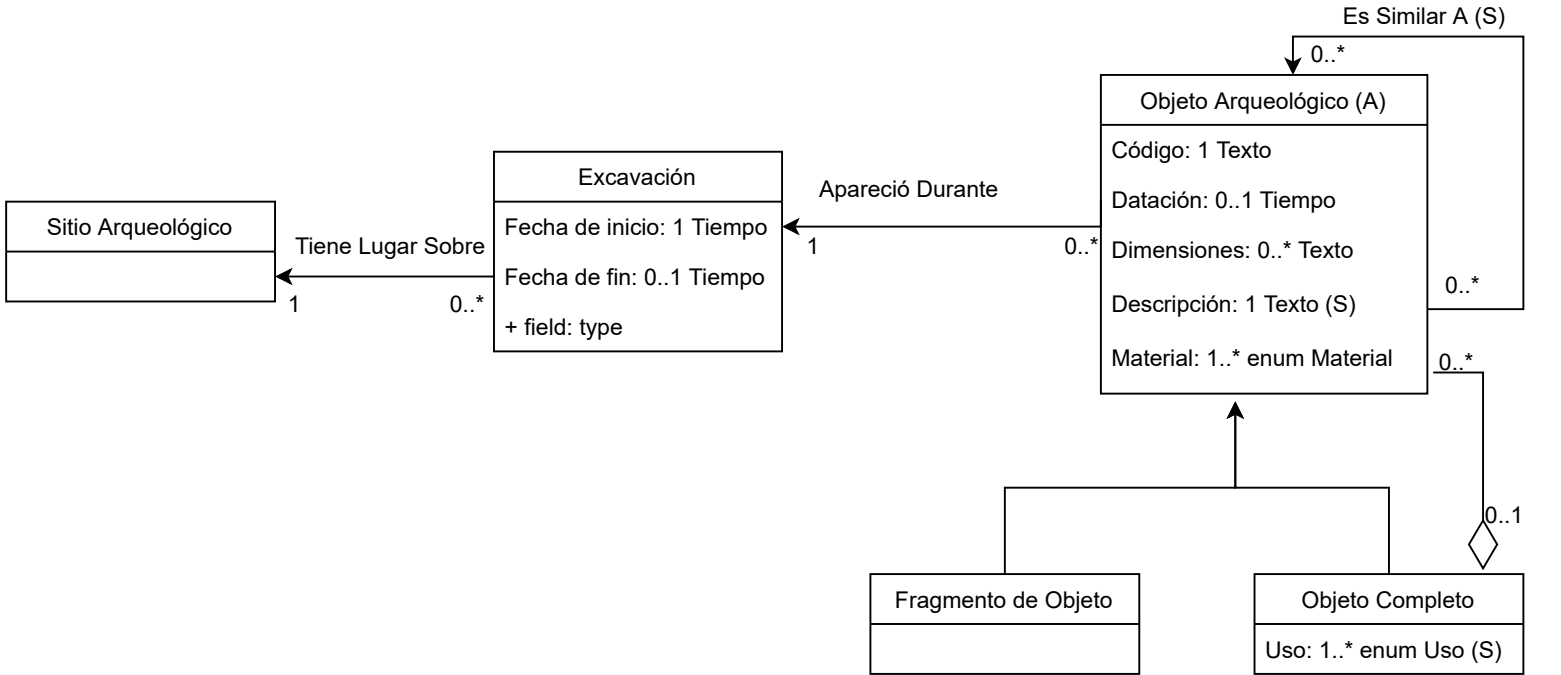 Es Similar A (S)
0..*
Objeto Arqueológico (A)
Código: 1 Texto
Datación: 0..1 Tiempo
Dimensiones: 0..* Texto
Descripción: 1 Texto (S)
Material: 1..* enum Material
0..*
0..*
0..1
Apareció Durante
1
0..*
Excavación
Fecha de inicio: 1 Tiempo
Fecha de fin: 0..1 Tiempo
+ field: type
Tiene Lugar Sobre
1
0..*
Sitio Arqueológico
Fragmento de Objeto
Objeto Completo
Uso: 1..* enum Uso (S)